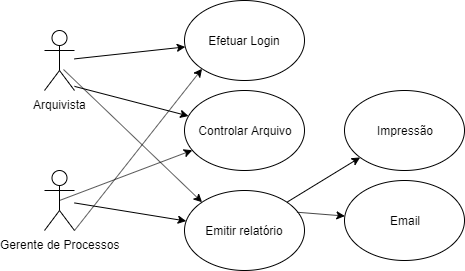 Efetuar Login
Arquivista
Controlar Arquivo
Impressão
Gerente de Processos
Emitir relatório
Email